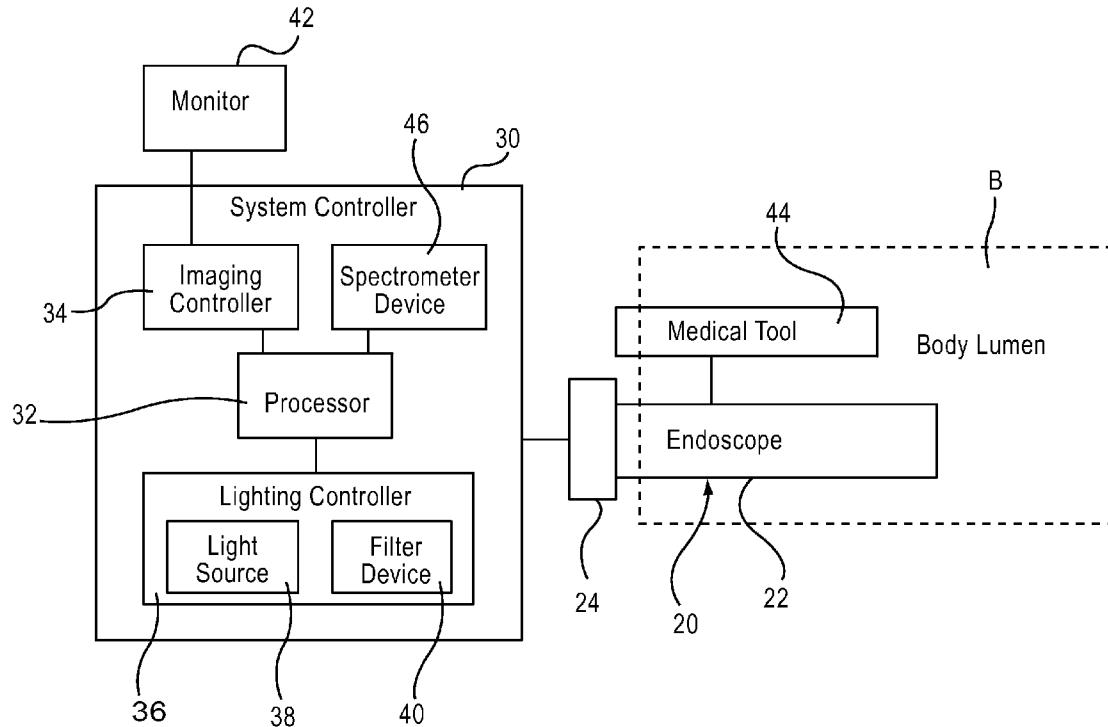 42
Monitor
46
30
System Controller
B
44
Imaging
Controller
Spectrometer
Device
34
Medical Tool
Body Lumen
32
Processor
Endoscope
Lighting Controller
Light
Source
Filter
Device
24
20
22
36
38
40